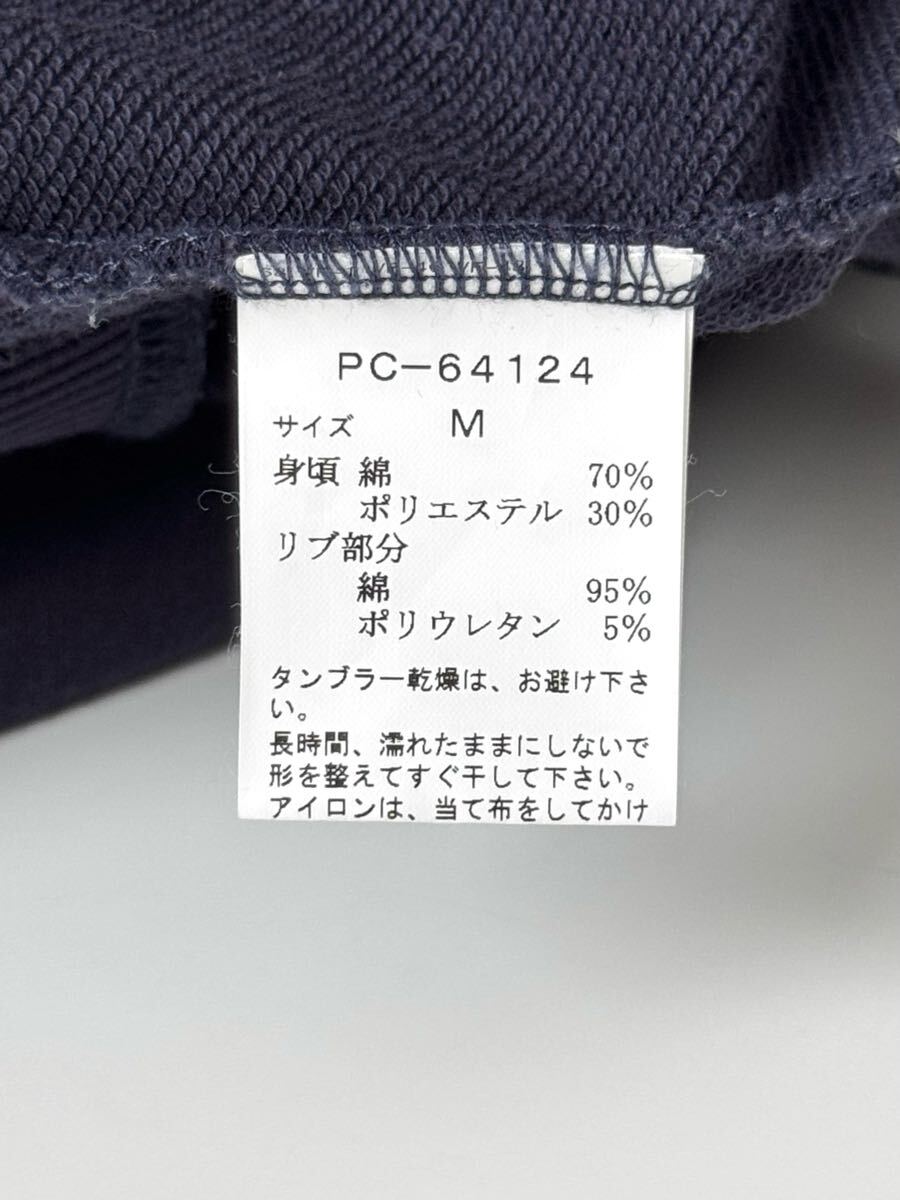 PC-64124
サイズ M
身頃 綿 70%
ポリエステル 30%
リブ部分
綿 95%
ポリウレタン 5%
タンブラー乾燥は、お避け下さ
い。
長時間、濡れたままにしないで
形を整えてすぐ干して下さい。
アイロンは、当て布をしてかけ